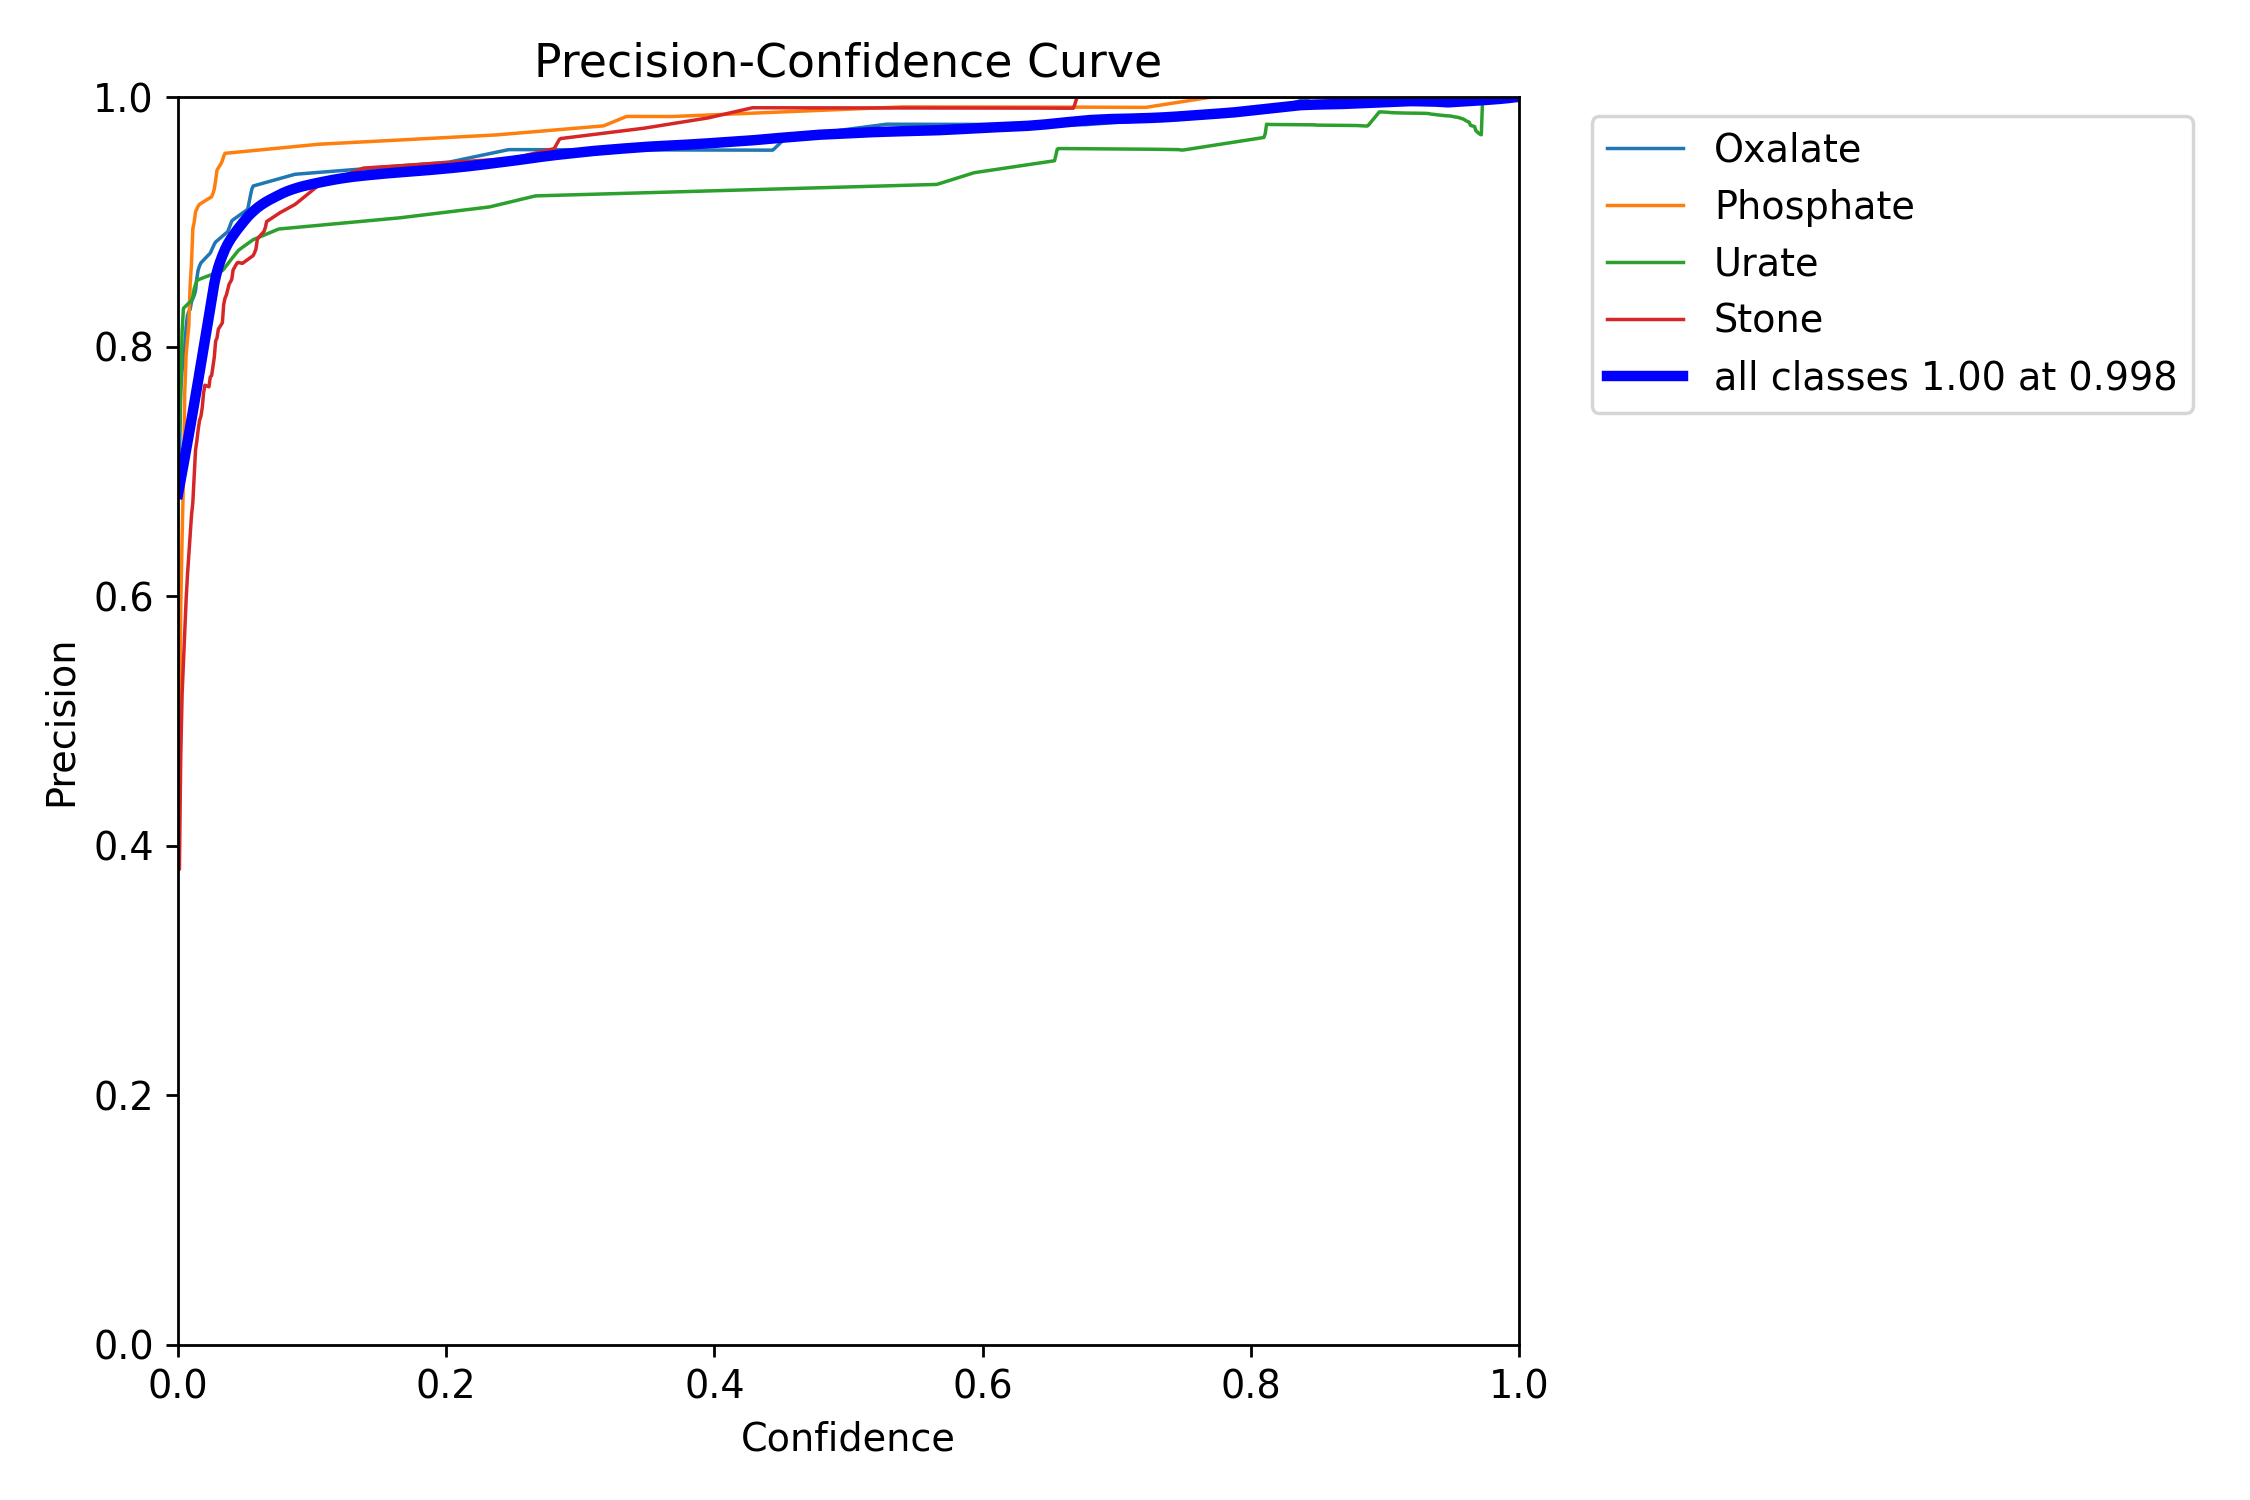 Precision-Confidence Curve
1.0
0.8
0.6
0.4
0.2
0.0
Precision
0.0 0.2 0.4 0.6 0.8 1.0
Confidence
Oxalate
Phosphate
Urate
Stone
all classes 1.00 at 0.998